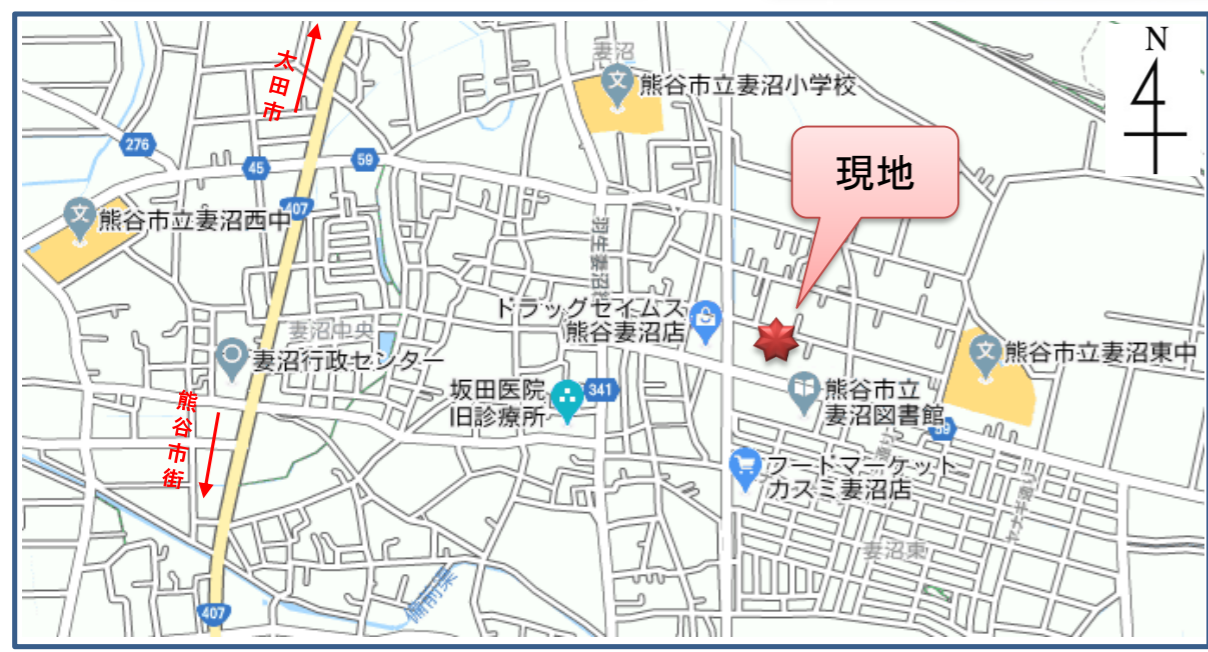 太田市
妻沼
熊谷市立妻沼小学校
N
276
45
59
現地
407
熊谷市立妻沼西中
羽生妻沼線
ドラッグセイムス
熊谷妻沼店
妻沼中央
妻沼行政センター
熊谷市立妻沼東中
坂田医院
旧診療所
341
熊谷市立
妻沼図書館
59
熊谷市街
フードマーケット
カスミ妻沼店
妻沼東
備前渠
407